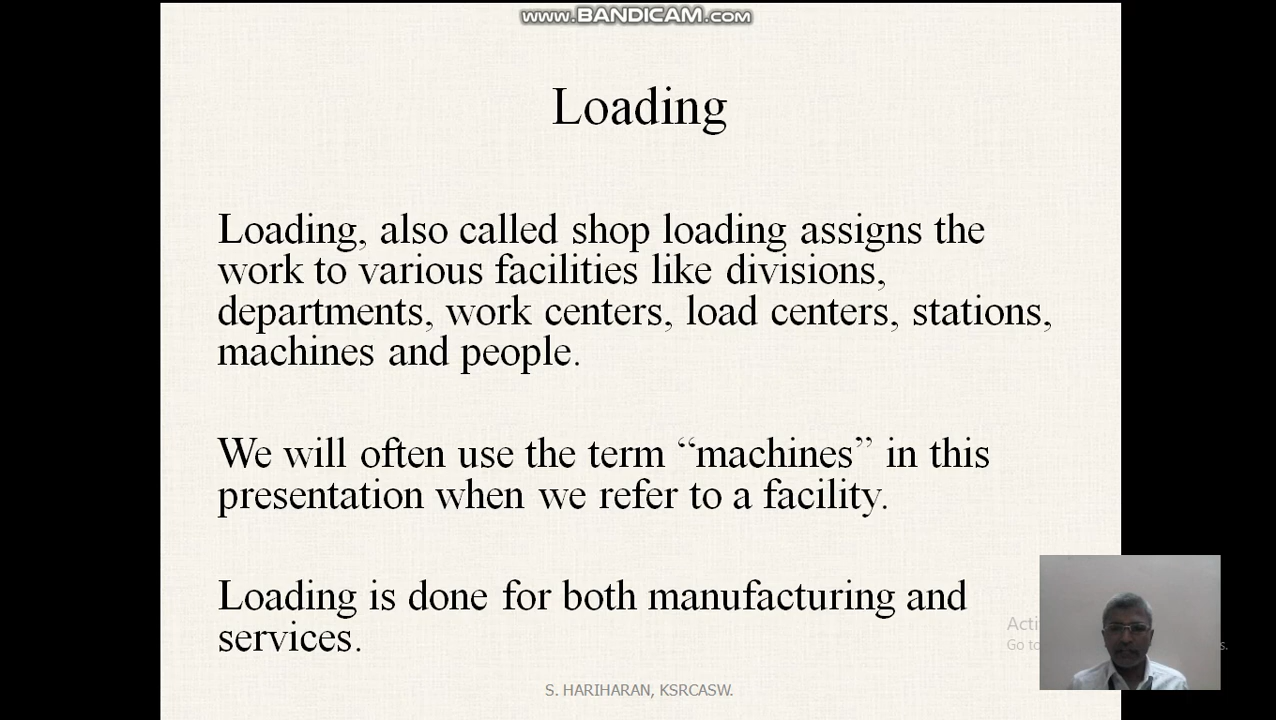 www.BANDICAM.com
Loading
Loading, also called shop loading assigns the
work to various facilities like divisions,
departments, work centers, load centers, stations,
machines and people.
We will often use the term “machines” in this
presentation when we refer to a facility.
Loading is done for both manufacturing and
services.
S. HARIHARAN, KSRCASW.